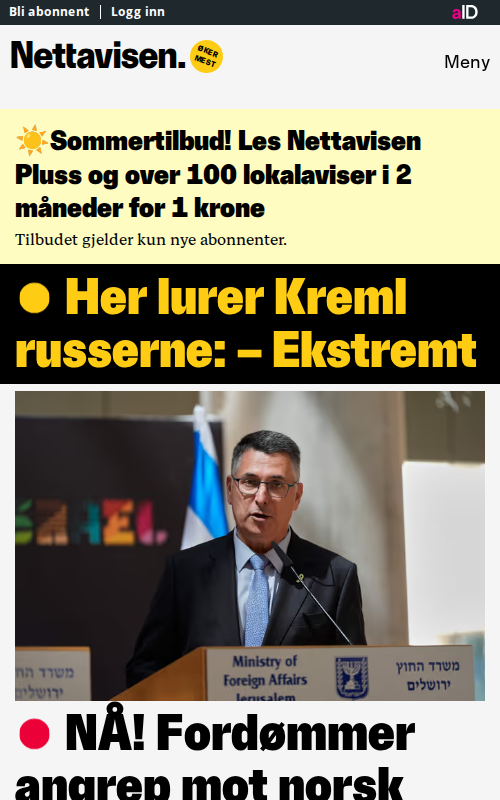 Bli abonnent
Logg inn
aID
Nettavisen.
ØKER
MEST
Meny
Sommertilbud! Les Nettavisen
Pluss og over 100 lokalaviser i 2
måneder for 1 krone
Tilbudet gjelder kun nye abonnenter.
Her lurer Kreml
russerne: – Ekstremt
Ministry of
Foreign Affairs
Jerusalem
משרד החוץ
ירושלים
משרד החוץ
ירושלים
NÅ! Fordømmer
angrep mot norsk